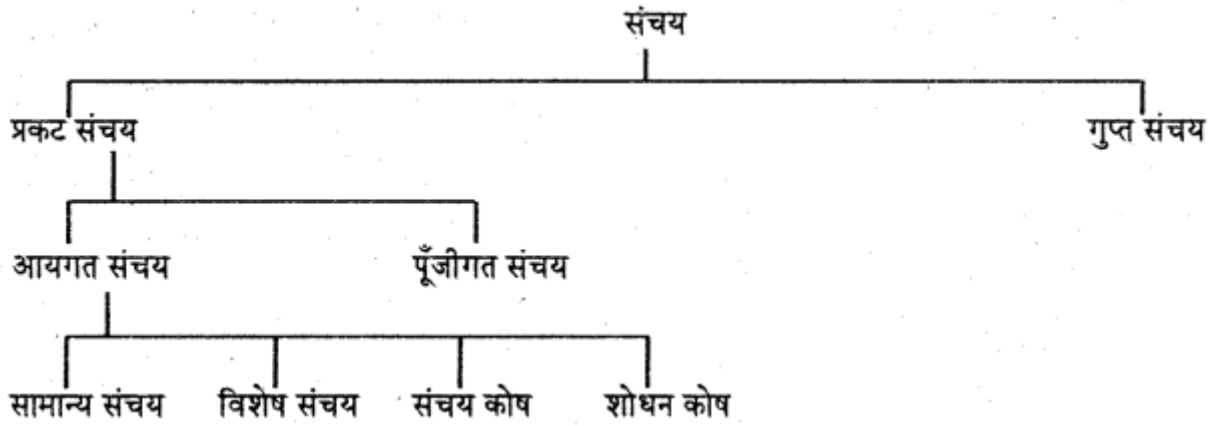 संचय
प्रकट संचय गुप्त संचय
आयगत संचय पूँजीगत संचय
सामान्य संचय विशेष संचय संचय कोष शोधन कोष